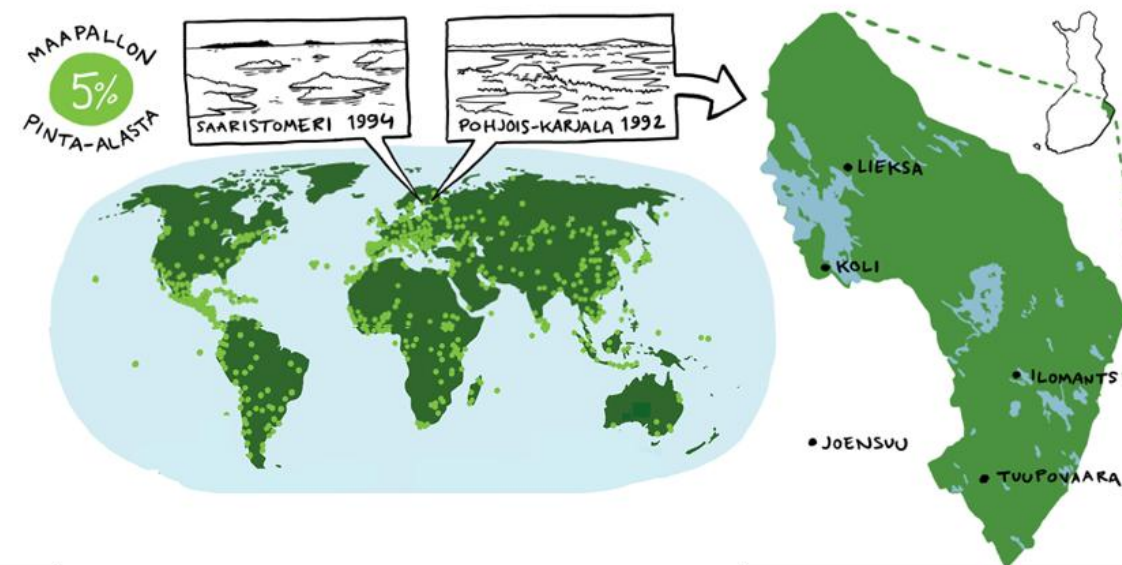 MAAPALLON
5%
PINTA-ALASTA
SAARISTOMERI 1994
POHJOIS-KARJALA 1992
LIEKSA
KOLI
ILOMANTS
JOENSUU
TUUPOVAARA